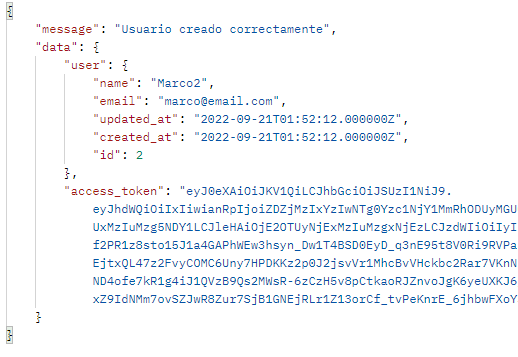 {
"message": "Usuario creado correctamente",
"data": {
"user": {
"name": "Marco2",
"email": "marco@email.com",
"updated_at": "2022-09-21T01:52:12.000000Z",
"created_at": "2022-09-21T01:52:12.000000Z",
"id": 2
},
"access_token": "eyJ0eXAiOiJKV1QiLCJhbGciOiJSUzI1NiJ9.
eyJhdWQiOiIxIiwianRpIjoiZDZjMzIxYzIwNTg0Yzc1NjY1MmRhODUyMGU
UxMzIuMzg5NDY1LCJleHAiOjE2OTUyNjExMzIuMzgxNjEzLCJzdWIiOiIyI
f2PR1z8sto15J1a4GAPhWEw3hsyn_Dw1T4BSD0EyD_q3nE95t8V0Ri9RVPa
EjtxQL47z2FvyCOMC6Uny7HPDKKz2p0J2jsvVr1MhcBvVHckbc2Rar7VKnN
ND4ofe7kR1g4iJ1QVzB9Qs2MWsR-6zCzH5v8pCtkaoRJZnvoJgK6yeUXKJ6
xZ9IdNMm7ovSZJwR8Zur7SjB1GNEjRLr1Z13orCf_tvPeKnrE_6jhbwFXoY
}
}